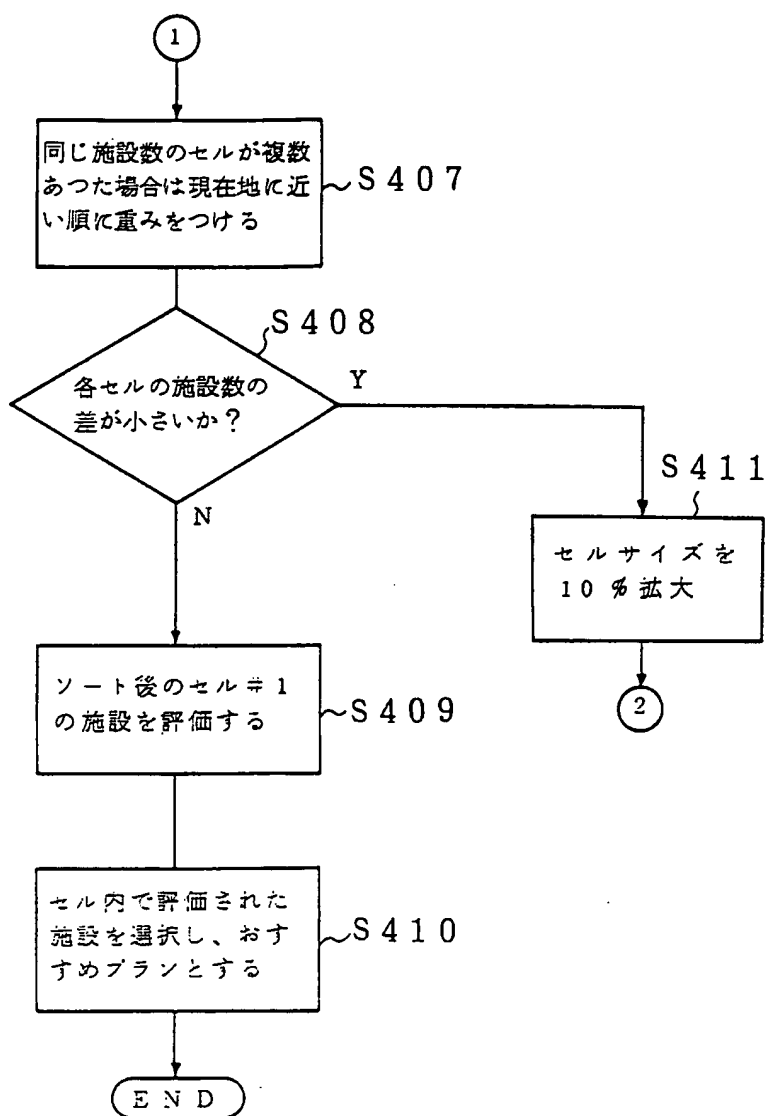 1
同じ施設数のセルが複数
あつた場合は現在地に近
い順に重みをつける
S407
S408
各セルの施設数の
差が小さいか?
Y
N
S411
セルサイズを
10%拡大
2
ソート後のセル#1
の施設を評価する
S409
セル内で評価された
施設を選択し、おす
すめプランとする
S410
END